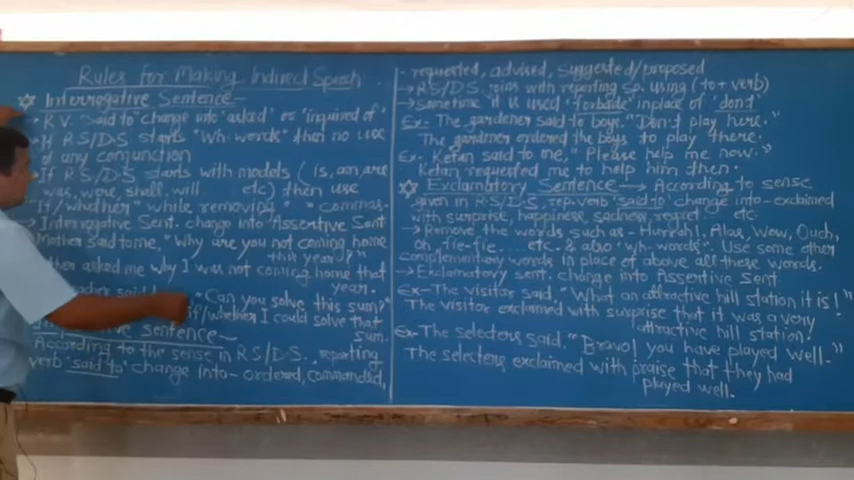 Rules For Making Indirect Speech
Interrogative Sentence-
R.V. "Said to" change into 'asked' or "inquired of"
If R.S/D.S starts "Wh. words" then no use
of any conjunction
If R.S/D.S starts with models (is, am, are
was, were, shall, will etc) then use
If/whether" while removing " " commas.
Interrogative Sent. change into "Assertive Sent
Mother said to me, "Why are you not coming home
this year?"
asked me why I was not coming home that
year.
said "Can you solve this sum?"
if/whether I could solve that
sum.
Sentence-
According to the sense in R.S/D.S. reporting
verb 'said to' change into- ordered, commanded,
- requested, advised, suggested/proposed
→ R.S/D.S. joins with reporting sp. using (to + verb)
→ Sometime it is used 'forbade' in place of 'don't'
Ex- The gardener said to boys, "Don't play here."
The gardener ordered the boys to play there.
Ex- Ketan said to me, "Please help me now."
Ketan requested me to help him then.
Exclamatory Sentence → According to sense
given in R.S/D.S, rep. verb 'said to' change into- exclaimed
with surprise, happiness, sadness, regret etc
→ Remove the words such as- Hurrah!, Alas, Wow, Ouch,
Oh, fie-fie... etc. & also 'wh-words". Use some other
complementary words in place of above all these words.
→ Exclamatory sent. change into Assertive Sent
Ex- The visitor said, "What an attractive hill station it is!"
The visitor exclaimed with surprise that it was a very
attractive hill station.
Ex- The selectors said, "Bravo! you have played well."
The selectors exclaimed with praise that they had
played well.